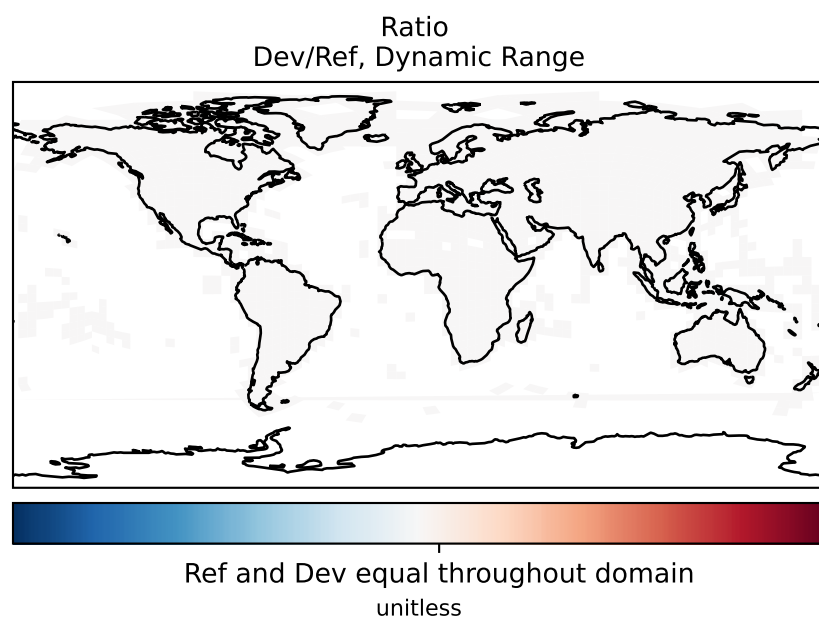 Ratio
Dev/Ref, Dynamic Range
Ref and Dev equal throughout domain
unitless